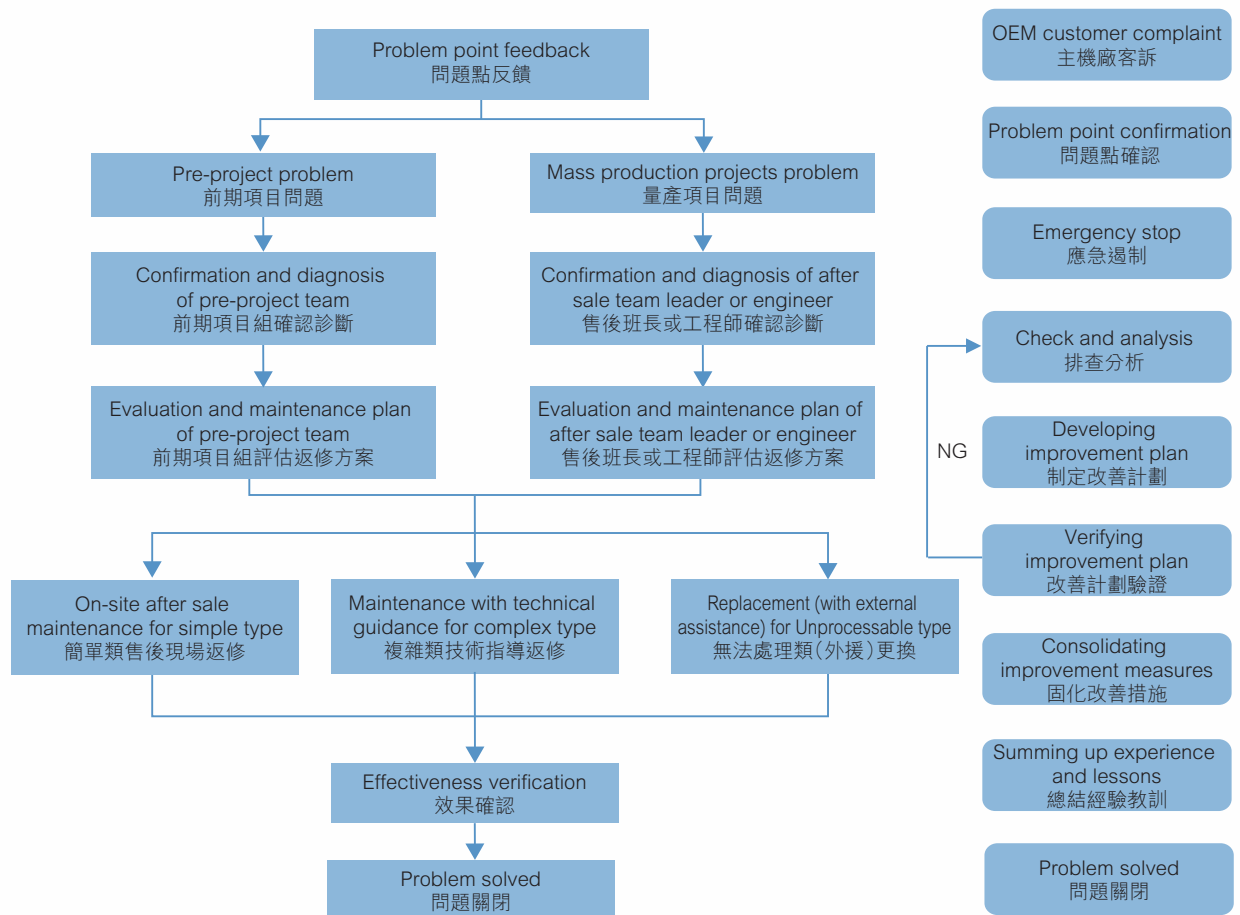 Problem point feedback
問題點反饋
Pre-project problem
前期項目問題
Mass production projects problem
量產項目問題
Confirmation and diagnosis
of pre-project team
前期項目組確認診斷
Confirmation and diagnosis of after
sale team leader or engineer
售後班長或工程師確認診斷
Evaluation and maintenance plan
of pre-project team
前期項目組評估返修方案
Evaluation and maintenance plan of
after sale team leader or engineer
售後班長或工程師評估返修方案
On-site after sale
maintenance for simple type
簡單類售後現場返修
Maintenance with technical
guidance for complex type
複雜類技術指導返修
Replacement (with external
assistance) for Unprocessable type
無法處理類(外援)更換
Effectiveness verification
效果確認
Problem solved
問題關閉
OEM customer complaint
主機廠客訴
Problem point confirmation
問題點確認
Emergency stop
應急遏制
Check and analysis
排查分析
Developing
improvement plan
制定改善計劃
NG
Verifying
improvement plan
改善計劃驗證
Consolidating
improvement measures
固化改善措施
Summing up experience
and lessons
總結經驗教訓
Problem solved
問題關閉